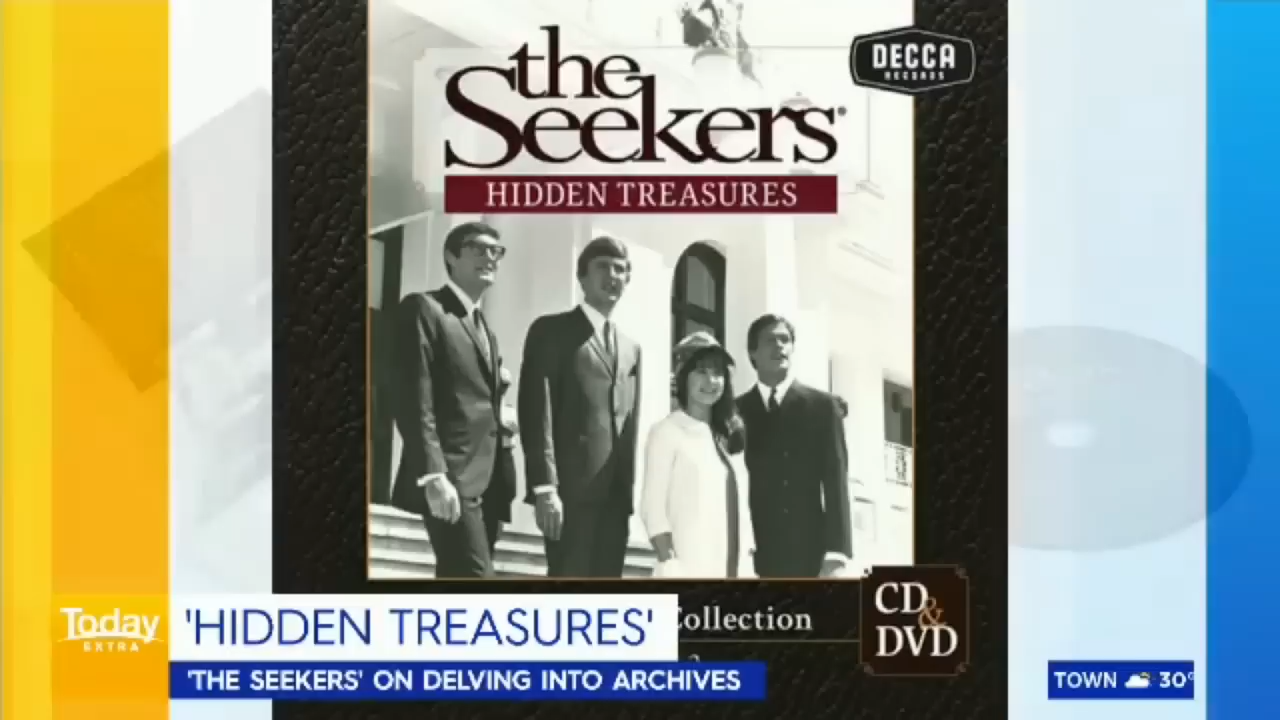 the
Seekers
HIDDEN TREASURES
DECCA
RECORDS
Collection
CD
&
DVD
Today
EXTRA
'HIDDEN TREASURES'
'THE SEEKERS' ON DELVING INTO ARCHIVES
TOWN 30°